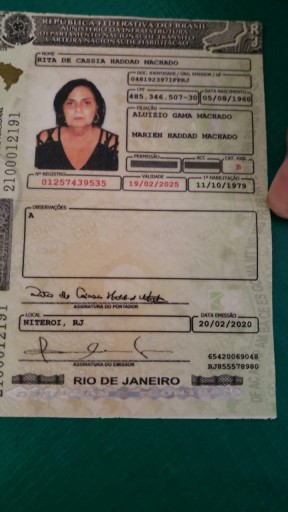 REPÚBLICA FEDERATIVA DO BRASIL
MINISTÉRIO DA INFRAESTRUTURA
DEPARTAMENTO NACIONAL DE TRÂNSITO
CARTEIRA NACIONAL DE HABILITAÇÃO
NOME
RITA DE CASSIA HADDAD MACHADO
DOC. IDENTIDADE / ORG. EMISSOR / UF
CPF
485.346.507-30
DATA NASCIMENTO
05/08/1960
FILIAÇÃO
ALUIZIO GAMA MACHADO
MARIEN HADDAD MACHADO
PERMISSÃO
ACC
CAT. HAB.
B
Nº REGISTRO
01257439535
VALIDADE
19/02/2025
1ª HABILITAÇÃO
11/10/1979
OBSERVAÇÕES
A
ASSINATURA DO PORTADOR
LOCAL
NITEROI, RJ
DATA EMISSÃO
20/02/2020
ASSINATURA DO EMISSOR
65420069048
RJ855578980
RIO DE JANEIRO
2100012191